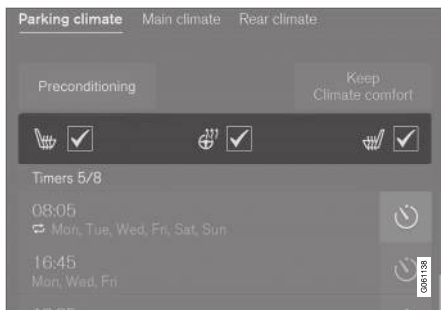 Parking climate Main climate Rear climate
Preconditioning
Keep
Climate comfort
Timers 5/8
08:05
Mon, Tue, Wed, Fri, Sat, Sun
16:45
Mon, Wed, Fri
G061138